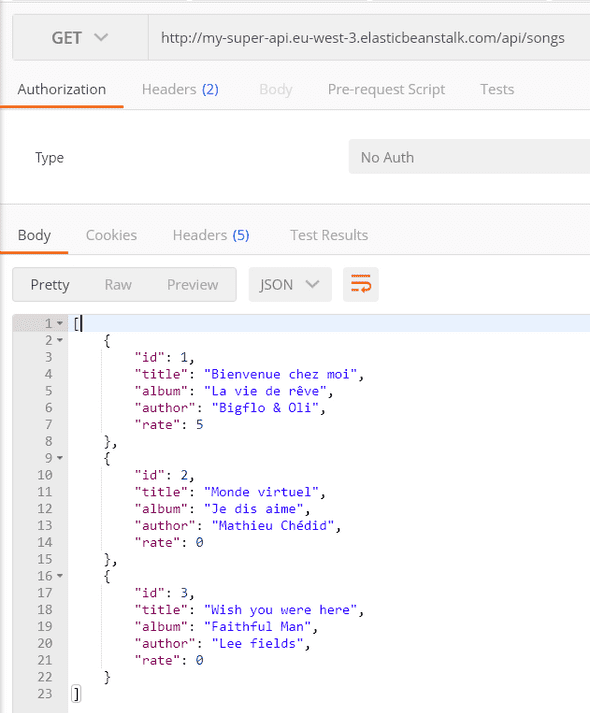 GET http://my-super-api.eu-west-3.elasticbeanstalk.com/api/songs
Authorization Headers (2) Body Pre-request Script Tests
Type No Auth
Body Cookies Headers (5) Test Results
Pretty Raw Preview JSON
1 [
2 {
3 "id": 1,
4 "title": "Bienvenue chez moi",
5 "album": "La vie de rêve",
6 "author": "Bigflo & Oli",
7 "rate": 5
8 },
9 {
10 "id": 2,
11 "title": "Monde virtuel",
12 "album": "Je dis aime",
13 "author": "Mathieu Chédid",
14 "rate": 0
15 },
16 {
17 "id": 3,
18 "title": "Wish you were here",
19 "album": "Faithful Man",
20 "author": "Lee fields",
21 "rate": 0
22 }
23 ]